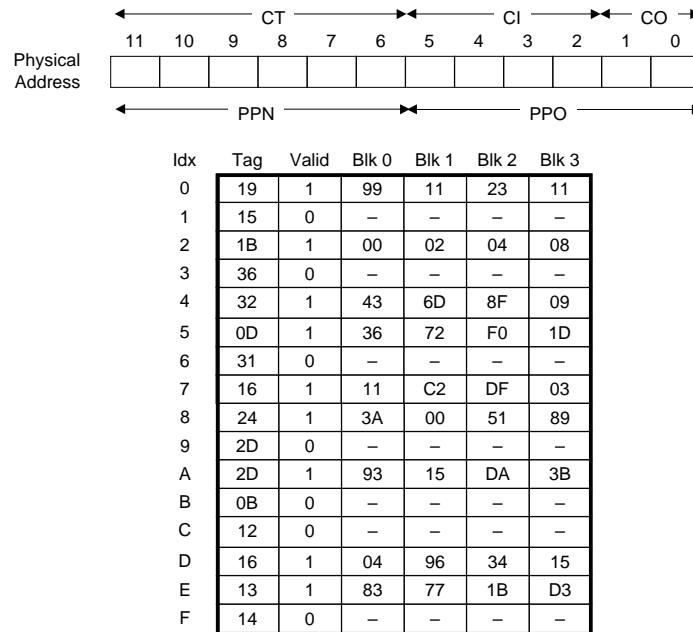 CT CI CO
11 10 9 8 7 6 5 4 3 2 1 0
Physical
Address
PPN PPO
Idx Tag Valid Blk 0 Blk 1 Blk 2 Blk 3
0 19 1 99 11 23 11
1 15 0 – – – –
2 1B 1 00 02 04 08
3 36 0 – – – –
4 32 1 43 6D 8F 09
5 0D 1 36 72 F0 1D
6 31 0 – – – –
7 16 1 11 C2 DF 03
8 24 1 3A 00 51 89
9 2D 0 – – – –
A 2D 1 93 15 DA 3B
B 0B 0 – – – –
C 12 0 – – – –
D 16 1 04 96 34 15
E 13 1 83 77 1B D3
F 14 0 – – – –